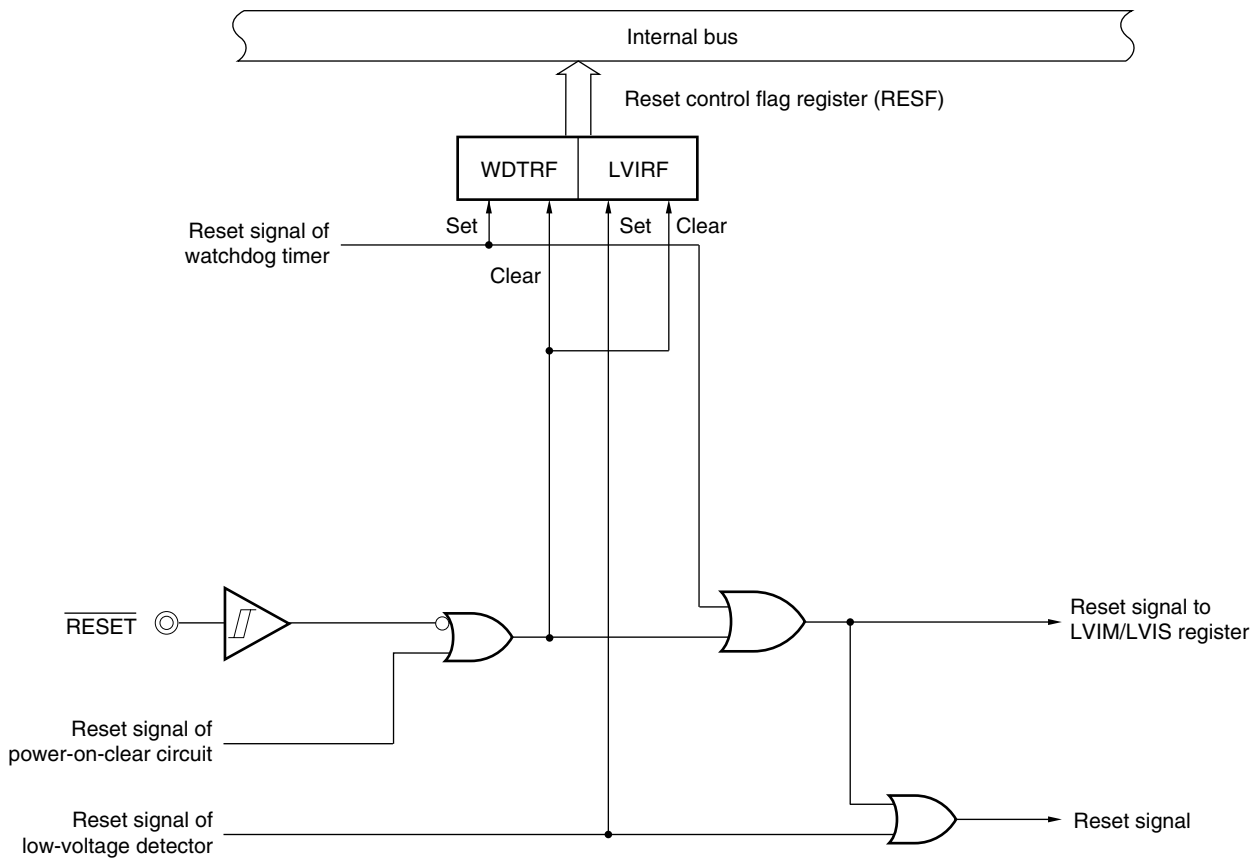 Internal bus
Reset control flag register (RESF)
WDTRF
LVIRF
Set
Set
Clear
Reset signal of
watchdog timer
Clear
RESET
Reset signal to
LVIM/LVIS register
Reset signal of
power-on-clear circuit
Reset signal of
low-voltage detector
Reset signal